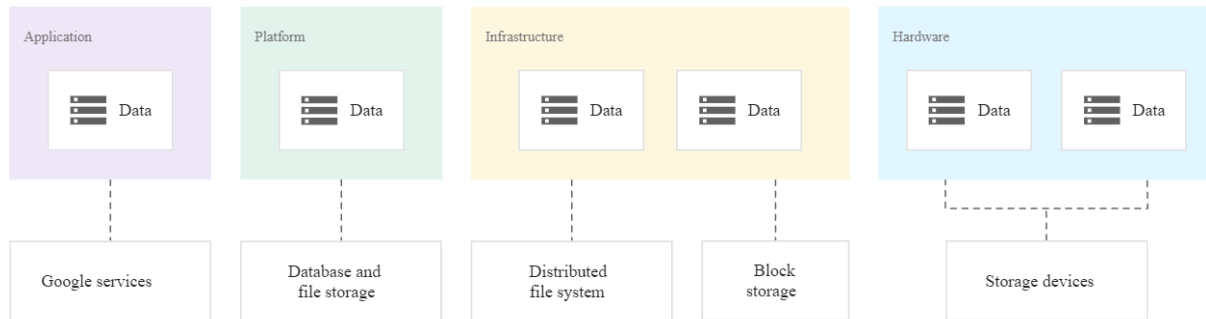 Application
Platform
Infrastructure
Hardware
Data
Data
Data
Data
Data
Data
Google services
Database and
file storage
Distributed
file system
Block
storage
Storage devices